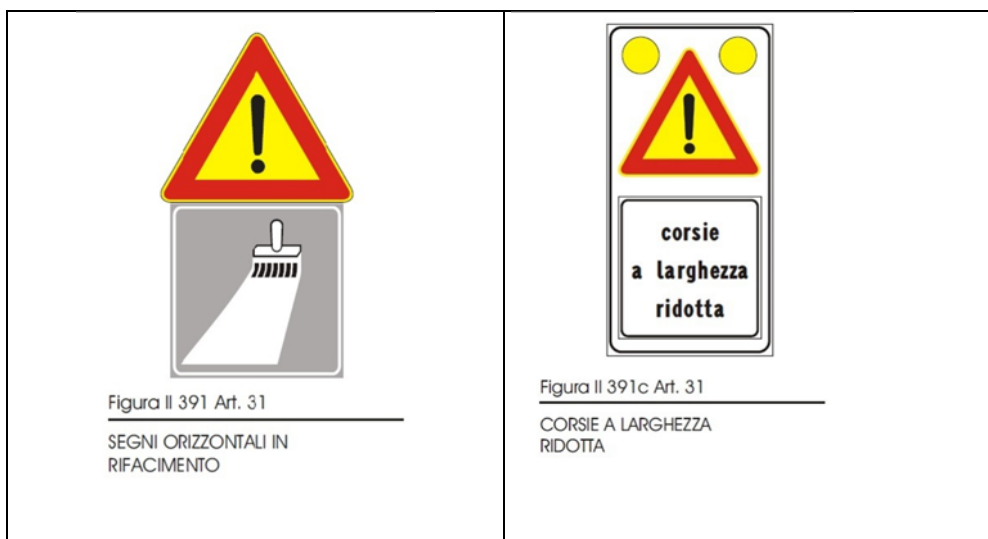 Figura II 391 Art. 31
SEGNI ORIZZONTALI IN
RIFACIMENTO
corsie
a larghezza
ridotta
Figura II 391c Art. 31
CORSIE A LARGHEZZA
RIDOTTA